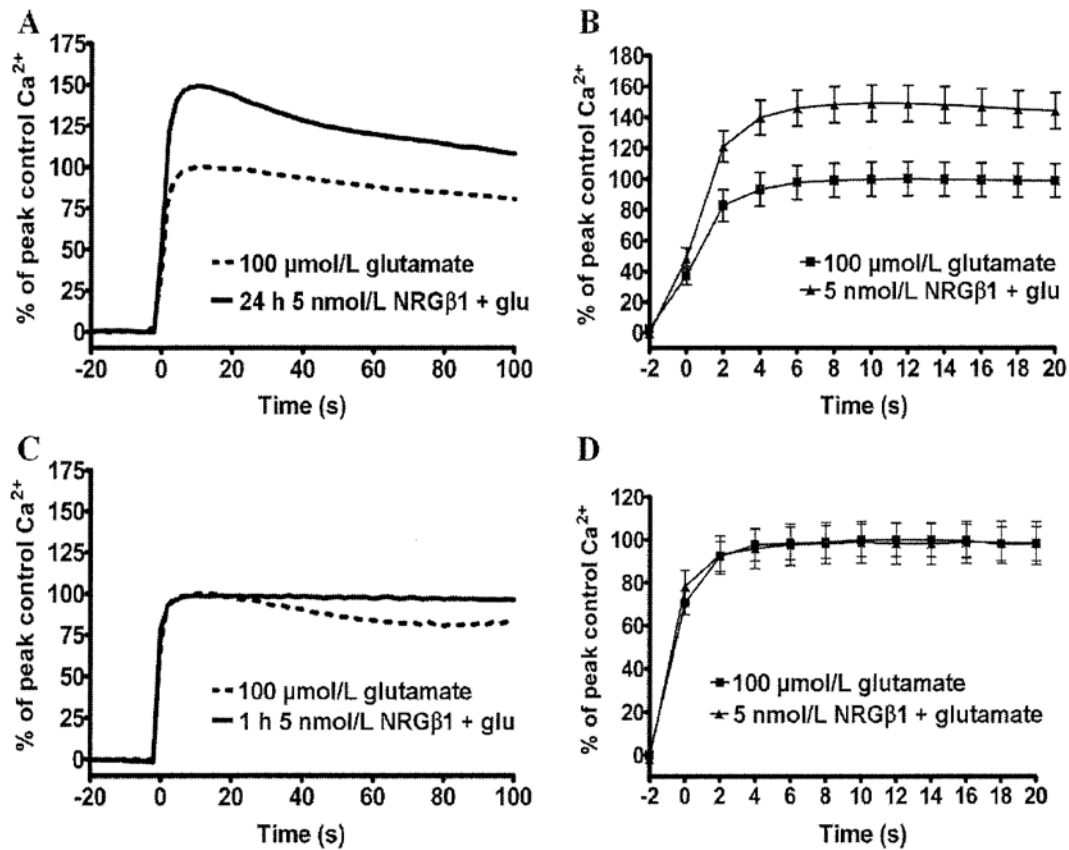 A
% of peak control Ca2+
175
150
125
100
75
50
25
0
100 μmol/L glutamate
24 h 5 nmol/L NRGβ1 + glu
-20 0 20 40 60 80 100
Time (s)
B
% of peak control Ca2+
180
160
140
120
100
80
60
40
20
0
100 μmol/L glutamate
5 nmol/L NRGβ1 + glu
-2 0 2 4 6 8 10 12 14 16 18 20
Time (s)
C
% of peak control Ca2+
175
150
125
100
75
50
25
0
100 μmol/L glutamate
1 h 5 nmol/L NRGβ1 + glu
-20 0 20 40 60 80 100
Time (s)
D
% of peak control Ca2+
120
100
80
60
40
20
0
100 μmol/L glutamate
5 nmol/L NRGβ1 + glutamate
-2 0 2 4 6 8 10 12 14 16 18 20
Time (s)